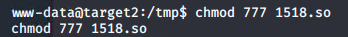 www-data@target2:/tmp$ chmod 777 1518.so
chmod 777 1518.so